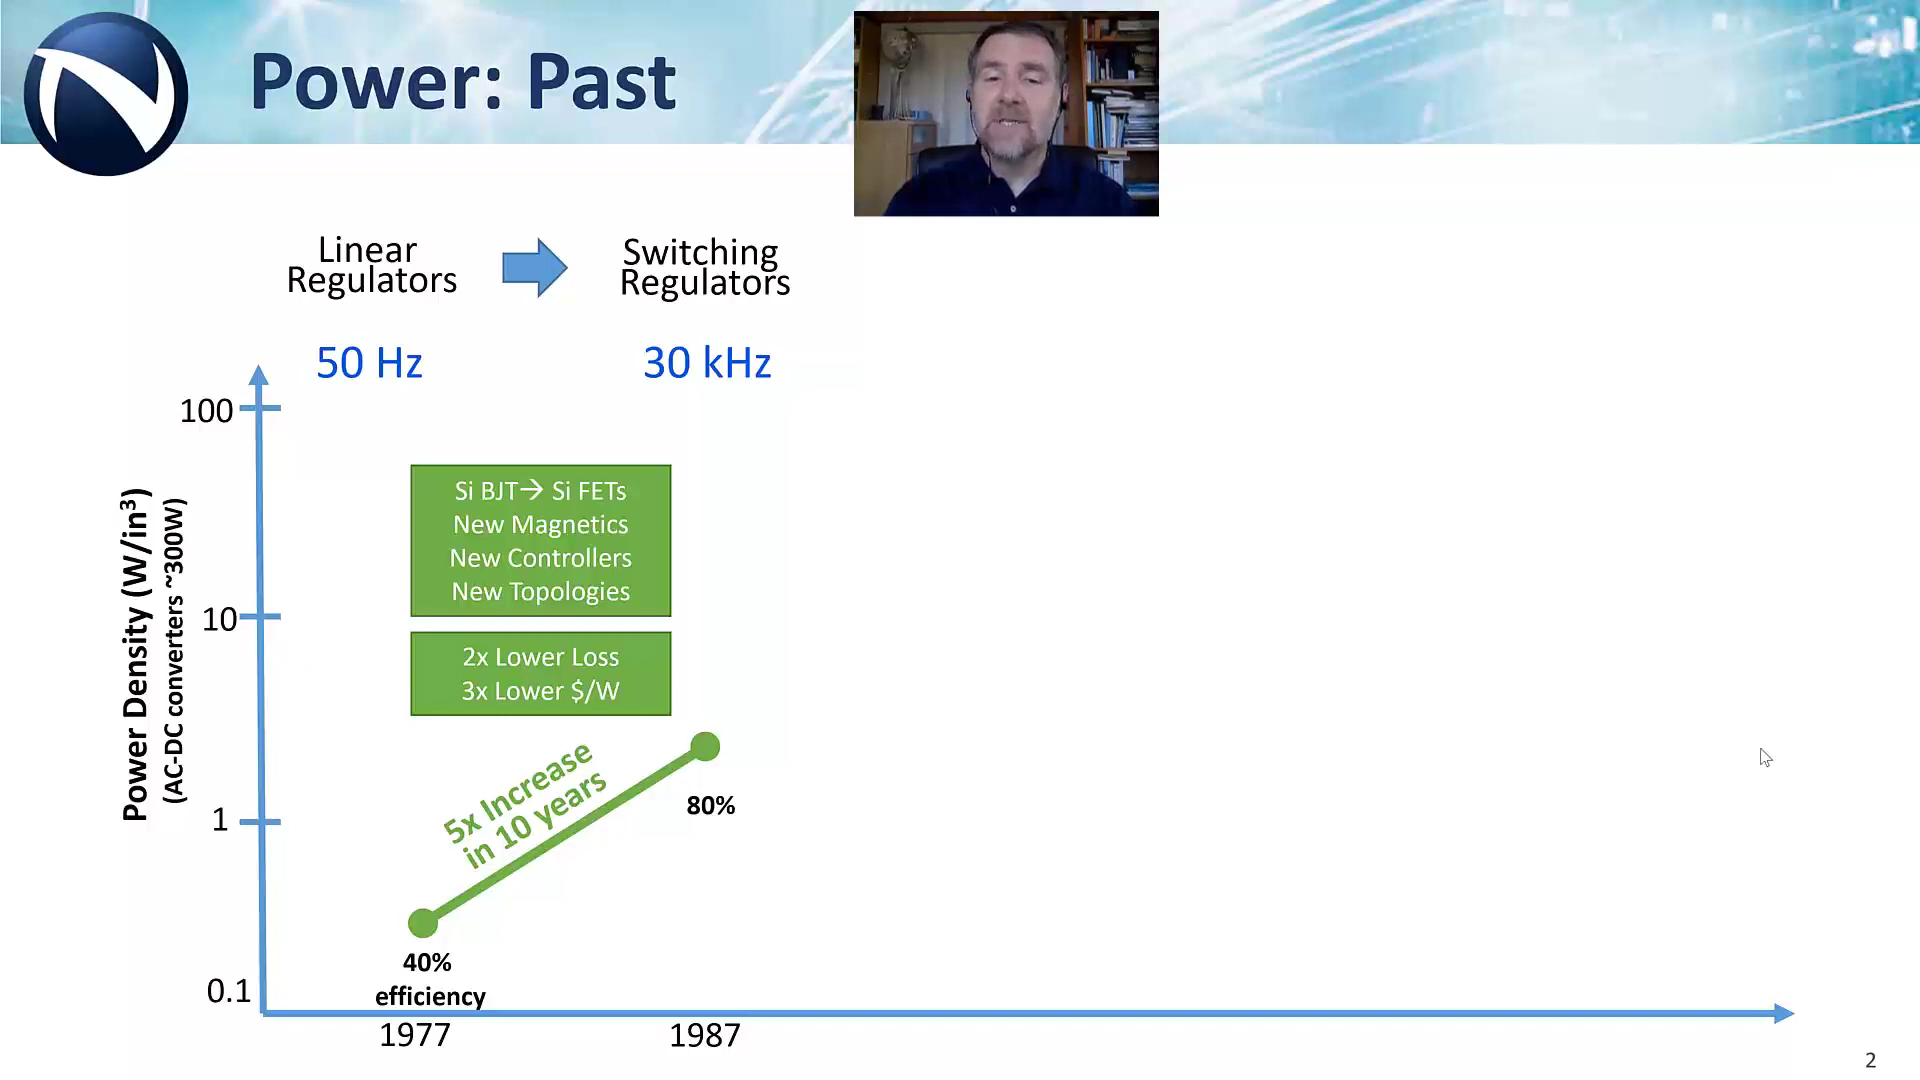 Power: Past
Linear
Regulators
Switching
Regulators
50 Hz
30 kHz
100
10
1
0.1
Power Density (W/in³)
(AC-DC converters ~300W)
Si BJT→ Si FETs
New Magnetics
New Controllers
New Topologies
2x Lower Loss
3x Lower $/W
5x Increase
in 10 years
80%
40%
efficiency
1977
1987
2